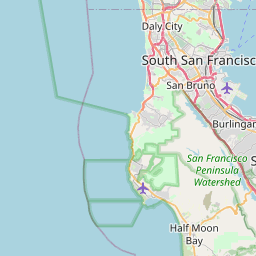 Daly City
South San Francisc
San Bruno
Burlingam
San Francisco
Peninsula
Watershed
S
Half Moon
Bay